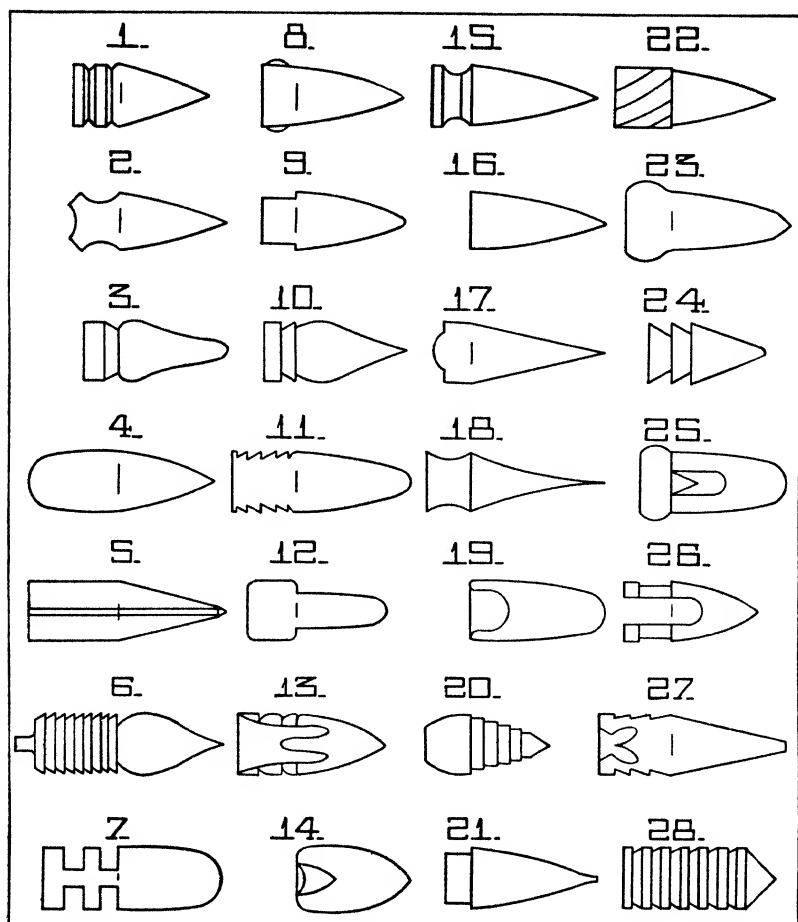 1. 8. 15. 22.
2. 9. 16. 23.
3. 10. 17. 24.
4. 11. 18. 25.
5. 12. 19. 26.
6. 13. 20. 27.
7. 14. 21. 28.